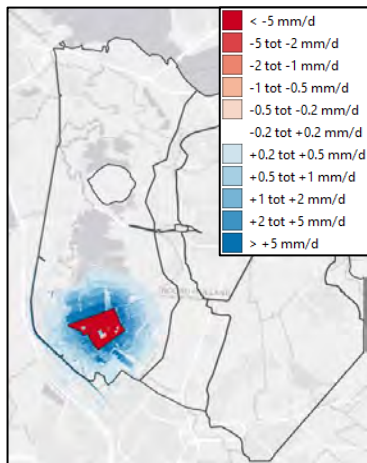 < -5 mm/d
-5 tot -2 mm/d
-2 tot -1 mm/d
-1 tot -0.5 mm/d
-0.5 tot -0.2 mm/d
-0.2 tot +0.2 mm/d
+0.2 tot +0.5 mm/d
+0.5 tot +1 mm/d
+1 tot +2 mm/d
+2 tot +5 mm/d
> +5 mm/d